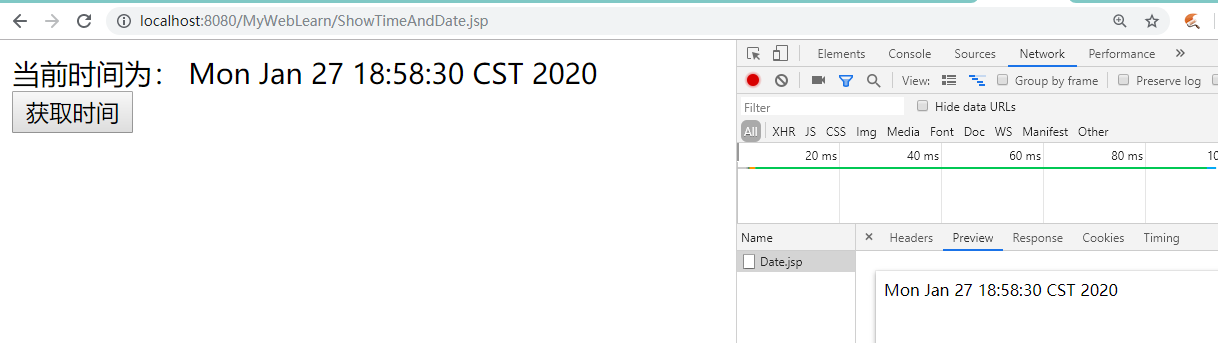 localhost:8080/MyWebLearn/ShowTimeAndDate.jsp
当前时间为： Mon Jan 27 18:58:30 CST 2020
获取时间
Elements Console Sources Network Performance »
View: Group by frame Preserve log
Filter Hide data URLs
All XHR JS CSS Img Media Font Doc WS Manifest Other
20 ms 40 ms 60 ms 80 ms 10
Name
Date.jsp
× Headers Preview Response Cookies Timing
Mon Jan 27 18:58:30 CST 2020